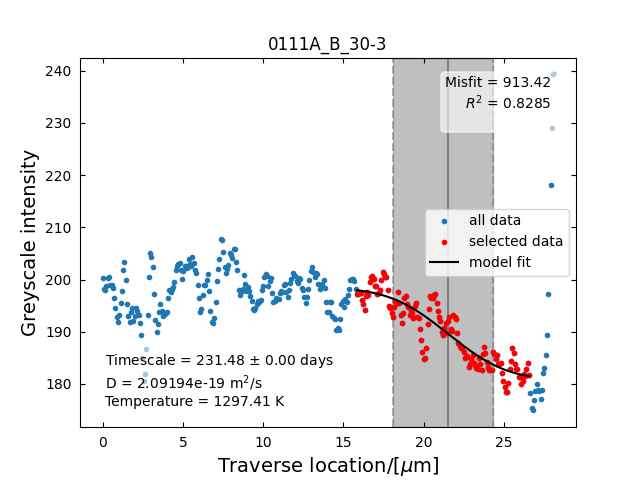 0111A_B_30-3
Misfit = 913.42
R² = 0.8285
240
230
220
210
200
190
180
Greyscale intensity
all data
selected data
model fit
Timescale = 231.48 ± 0.00 days
D = 2.09194e-19 m²/s
Temperature = 1297.41 K
0 5 10 15 20 25
Traverse location/[μm]